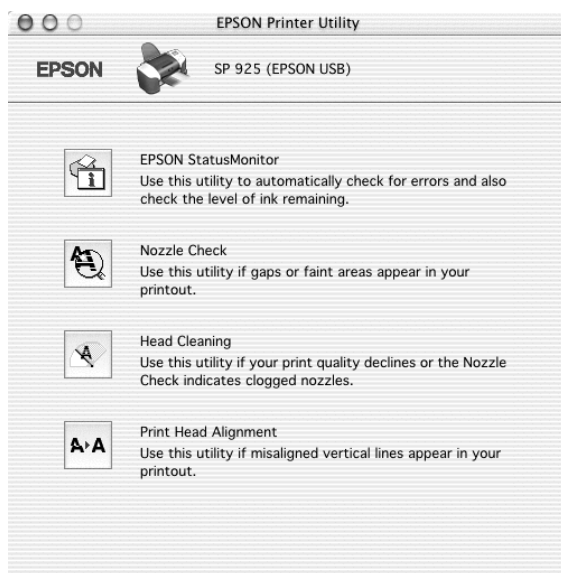 EPSON Printer Utility
EPSON SP 925 (EPSON USB)
EPSON StatusMonitor
Use this utility to automatically check for errors and also
check the level of ink remaining.
Nozzle Check
Use this utility if gaps or faint areas appear in your
printout.
Head Cleaning
Use this utility if your print quality declines or the Nozzle
Check indicates clogged nozzles.
Print Head Alignment
Use this utility if misaligned vertical lines appear in your
printout.